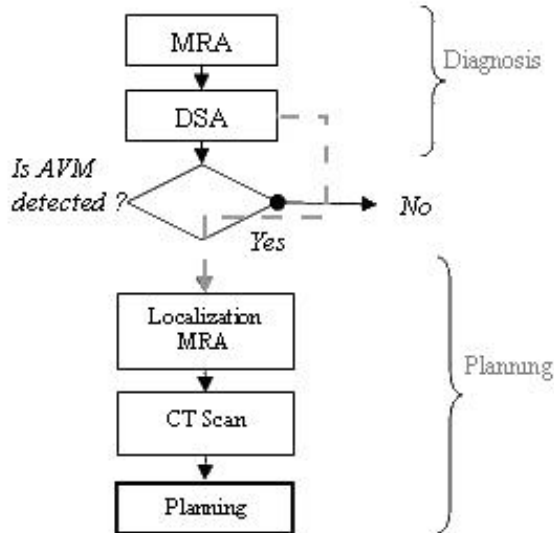 MRA
Diagnosis
DSA
Is AVM
detected ?
No
Yes
Localization
MRA
Planning
CT Scan
Planning